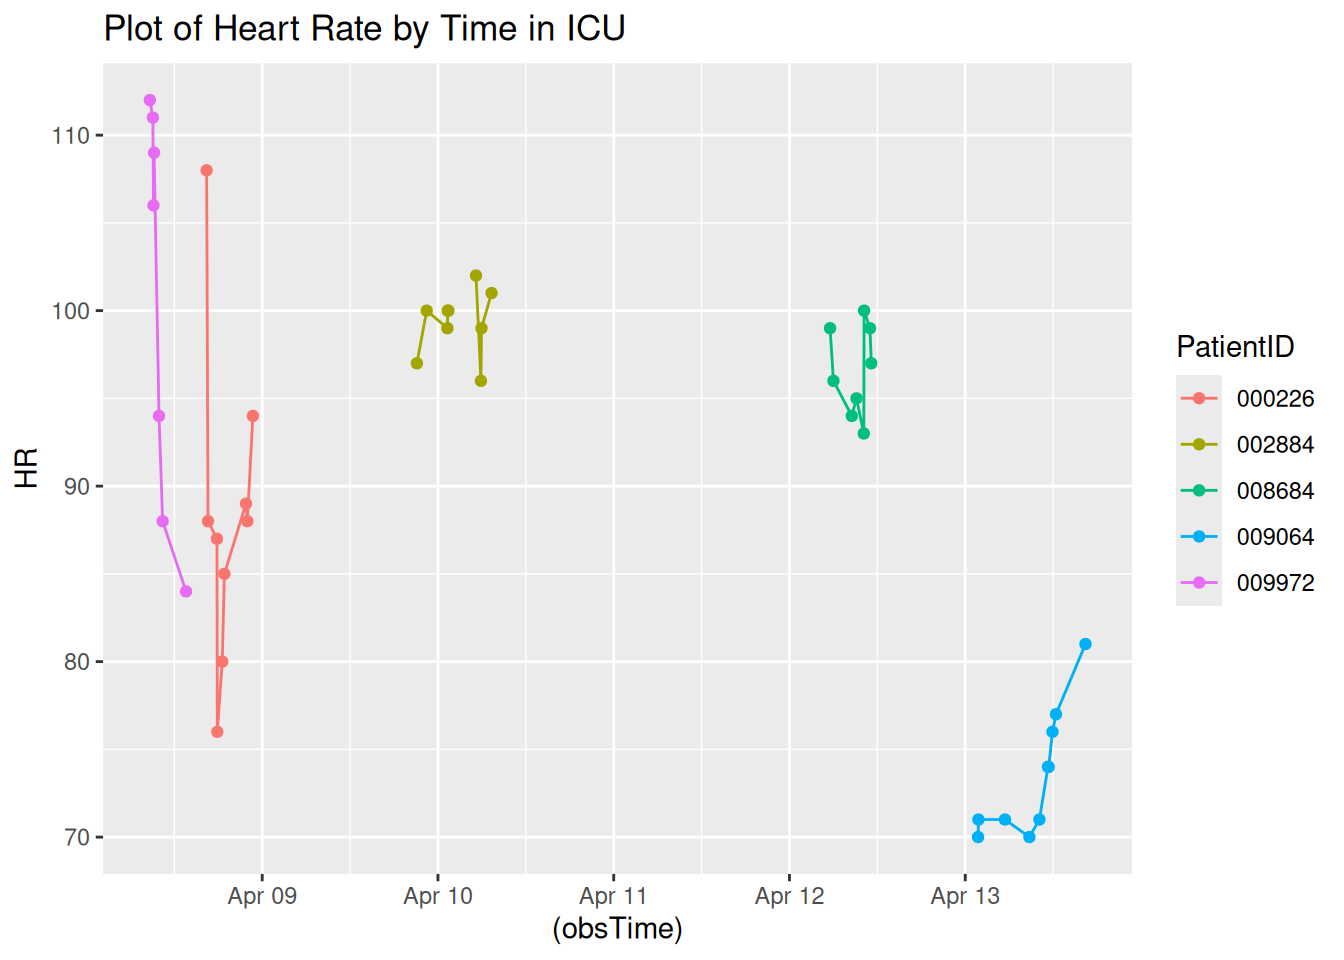 Plot of Heart Rate by Time in ICU
110
100
90
80
70
HR
Apr 09
Apr 10
Apr 11
Apr 12
Apr 13
(obsTime)
PatientID
000226
002884
008684
009064
009972